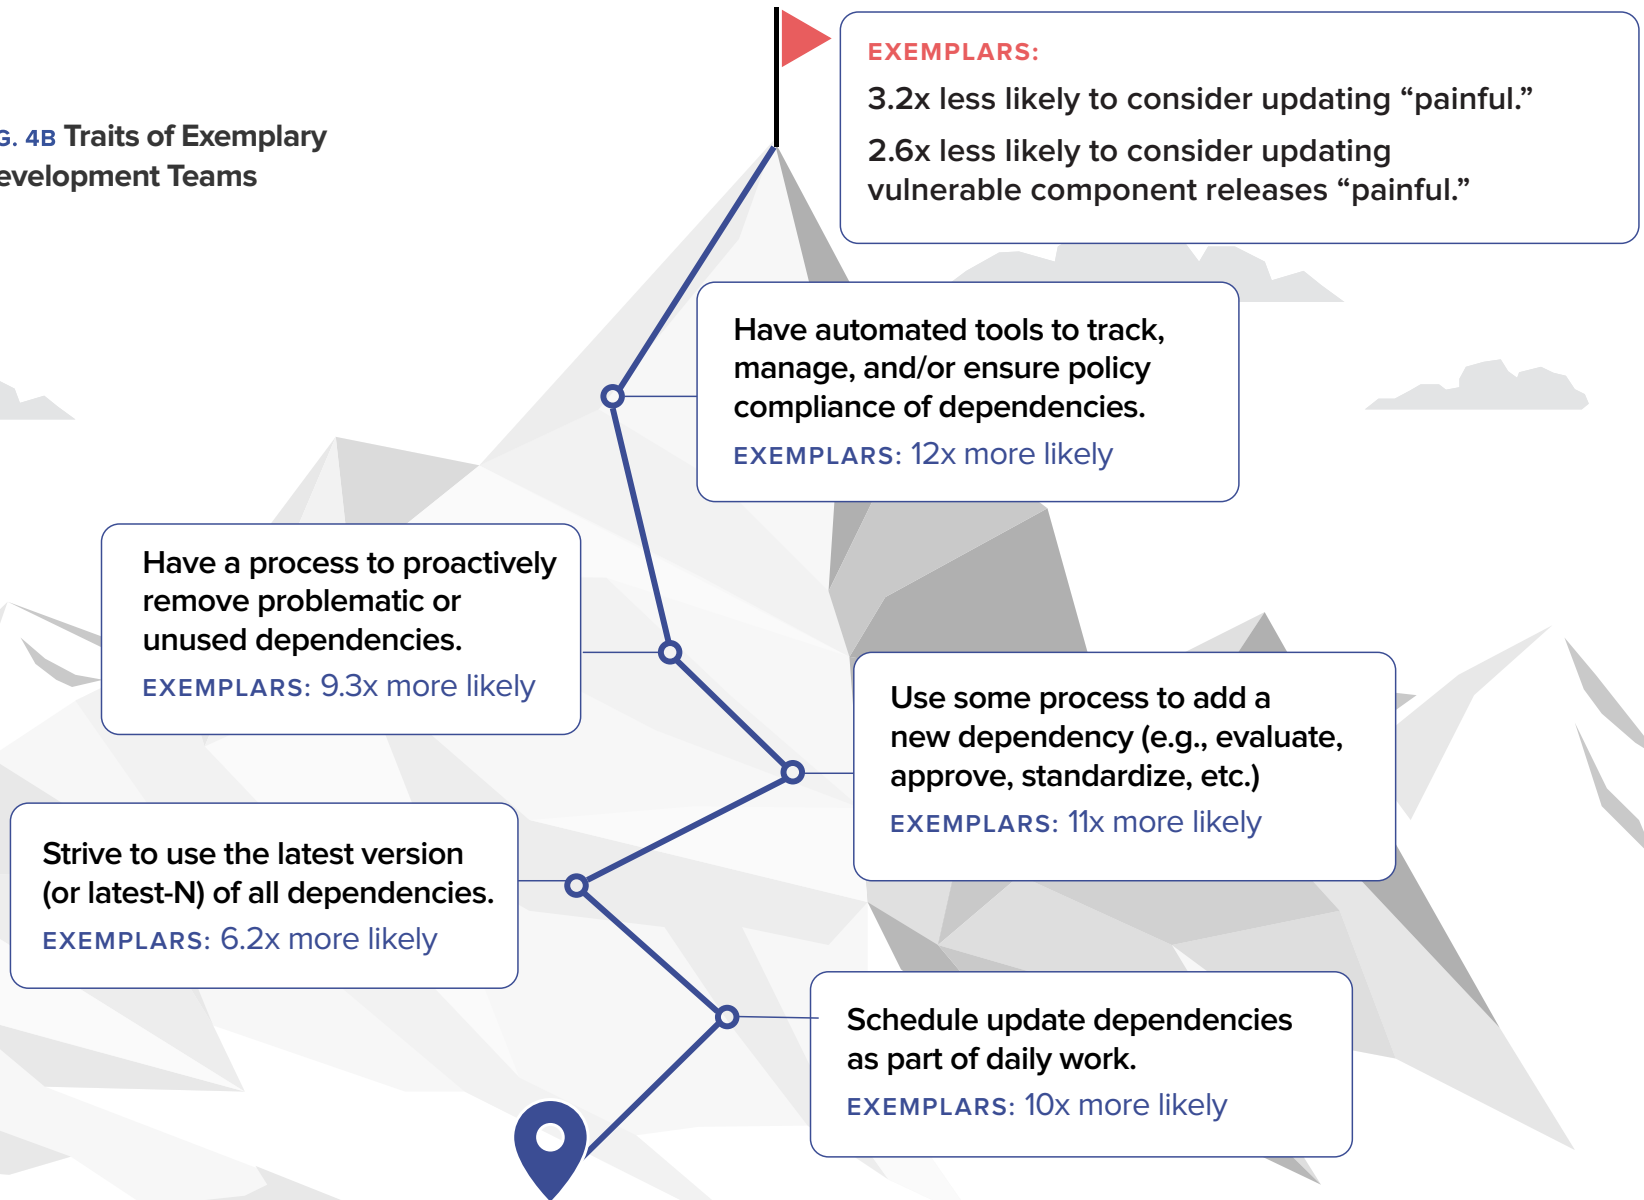 G. 4B Traits of Exemplary
evelopment Teams
EXEMPLARS:
3.2x less likely to consider updating “painful.”
2.6x less likely to consider updating
vulnerable component releases “painful.”
Have automated tools to track,
manage, and/or ensure policy
compliance of dependencies.
EXEMPLARS: 12x more likely
Have a process to proactively
remove problematic or
unused dependencies.
EXEMPLARS: 9.3x more likely
Use some process to add a
new dependency (e.g., evaluate,
approve, standardize, etc.)
EXEMPLARS: 11x more likely
Strive to use the latest version
(or latest-N) of all dependencies.
EXEMPLARS: 6.2x more likely
Schedule update dependencies
as part of daily work.
EXEMPLARS: 10x more likely